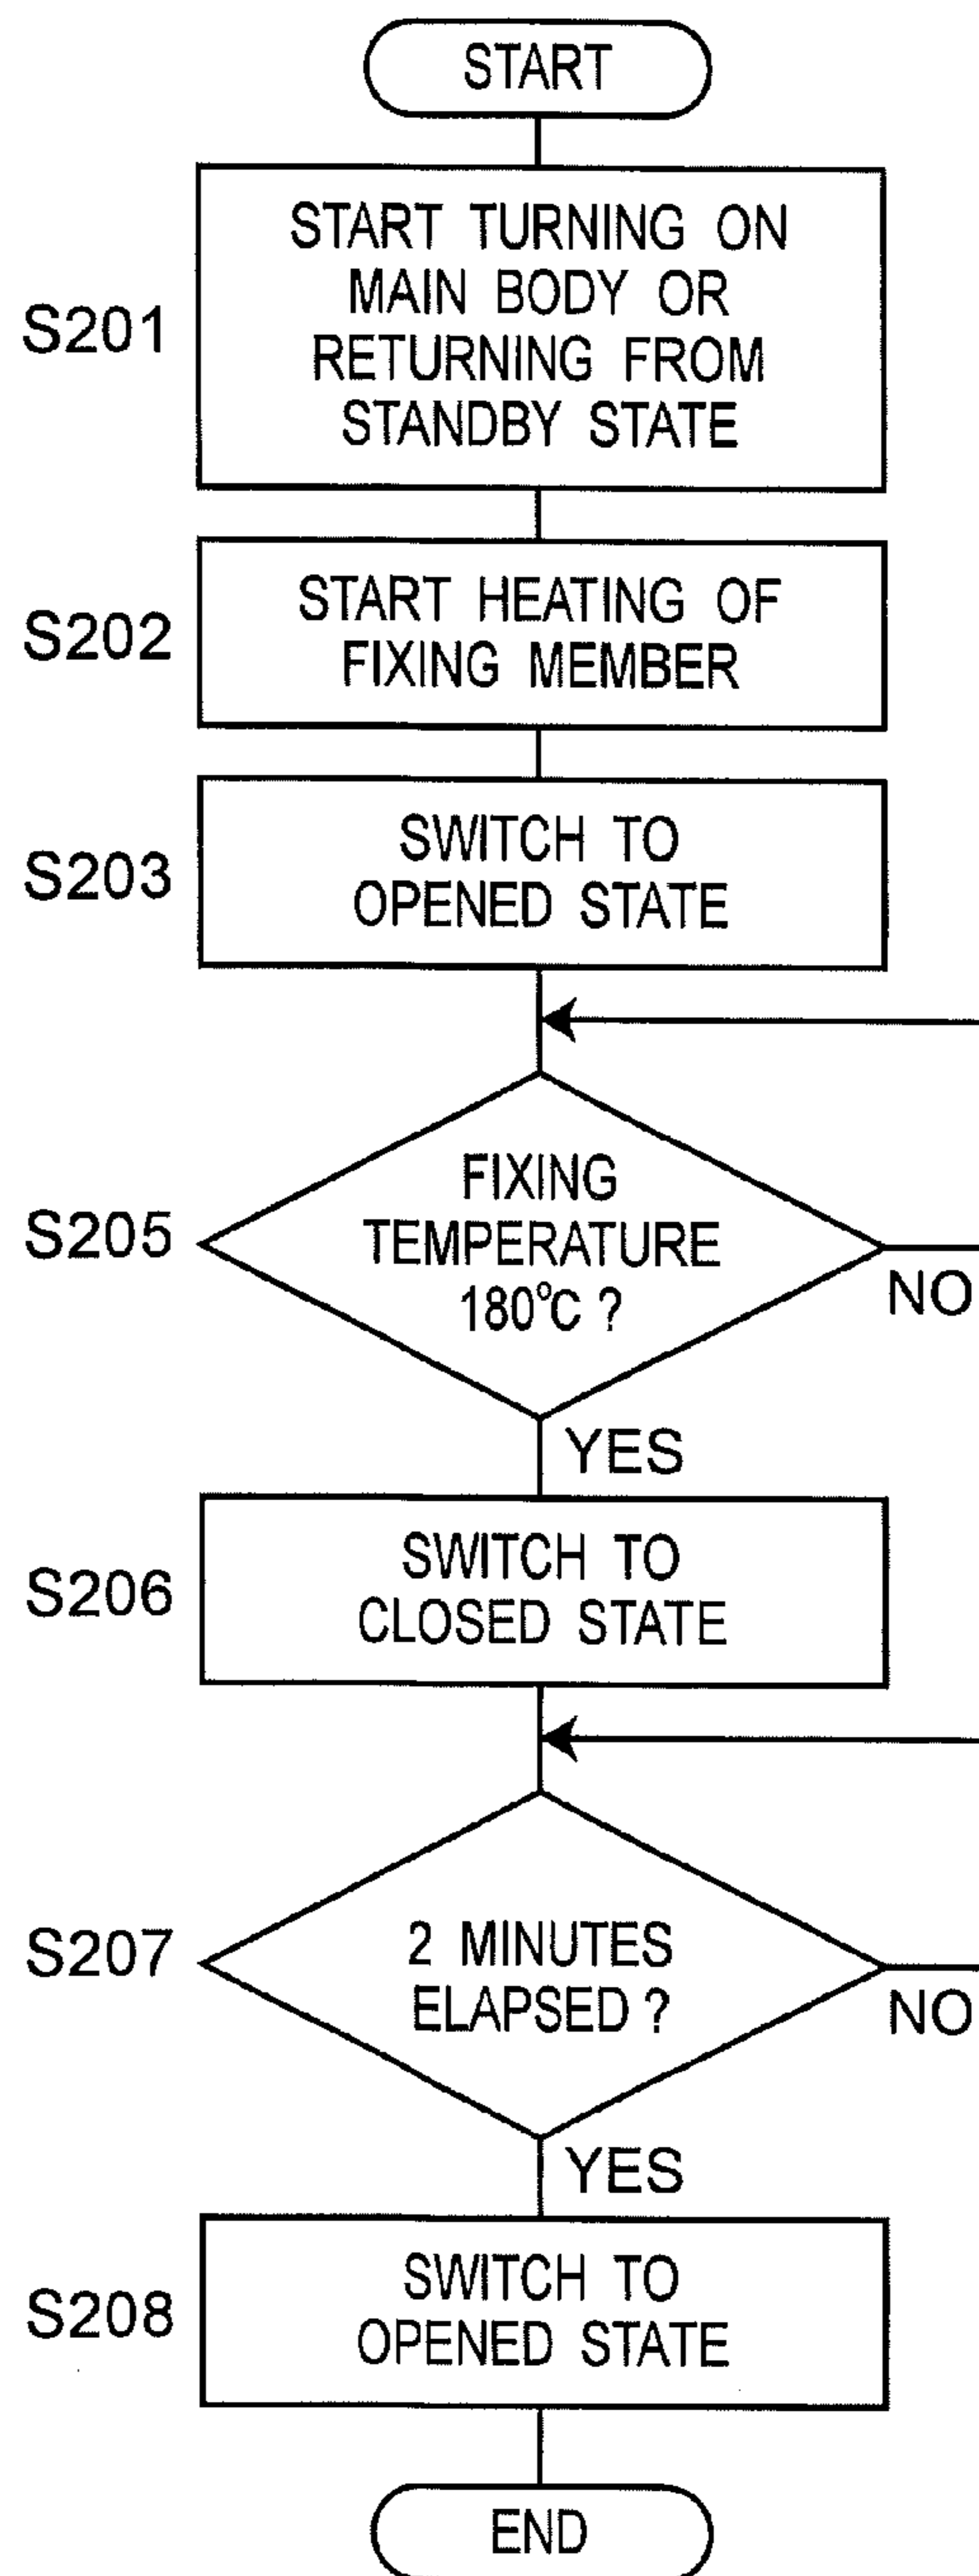 START
S201
START TURNING ON
MAIN BODY OR
RETURNING FROM
STANDBY STATE
S202
START HEATING OF
FIXING MEMBER
S203
SWITCH TO
OPENED STATE
S205
FIXING
TEMPERATURE
180°C ?
NO
YES
S206
SWITCH TO
CLOSED STATE
S207
2 MINUTES
ELAPSED ?
NO
YES
S208
SWITCH TO
OPENED STATE
END